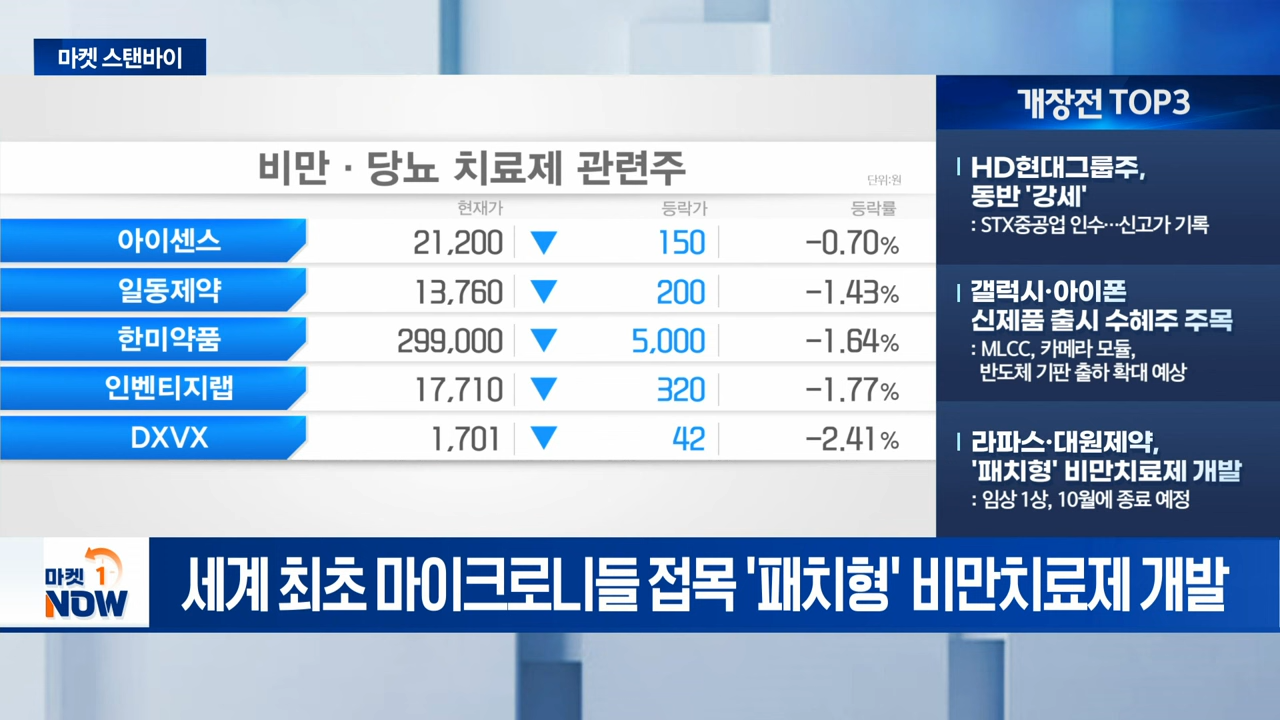 마켓 스탠바이
비만 · 당뇨 치료제 관련주
단위:원
현재가 등락가 등락률
아이센스 21,200 ▼ 150 -0.70%
일동제약 13,760 ▼ 200 -1.43%
한미약품 299,000 ▼ 5,000 -1.64%
인벤티지랩 17,710 ▼ 320 -1.77%
DXVX 1,701 ▼ 42 -2.41%
개장전 TOP3
HD현대그룹주,
동반 '강세'
: STX중공업 인수…신고가 기록
갤럭시·아이폰
신제품 출시 수혜주 주목
: MLCC, 카메라 모듈,
반도체 기판 출하 확대 예상
라파스·대원제약,
'패치형' 비만치료제 개발
: 임상 1상, 10월에 종료 예정
마켓 1
NOW
세계 최초 마이크로니들 접목 '패치형' 비만치료제 개발